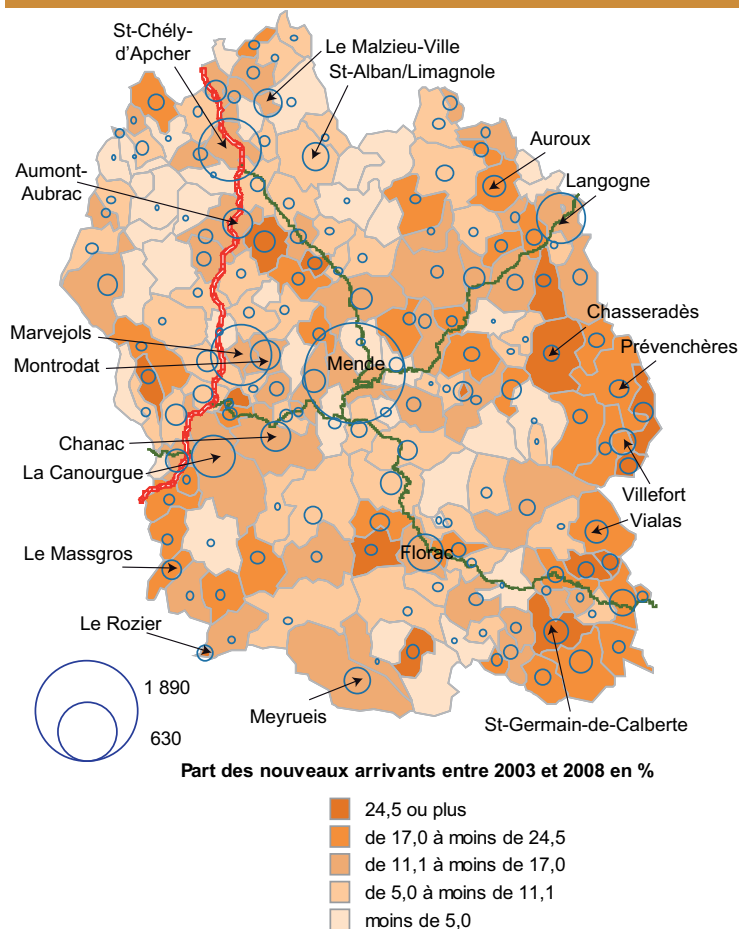 St-Chély-
d'Apcher
Le Malzieu-Ville
St-Alban/Limagnole
Auroux
Aumont-
Aubrac
Langogne
Chasseradès
Marvejols
Prévenchères
Montrodat
Mende
Chanac
La Canourgue
Villefort
Vialas
Le Massgros
Florac
Le Rozier
1 890
Meyrueis
630
St-Germain-de-Calberte
Part des nouveaux arrivants entre 2003 et 2008 en %
24,5 ou plus
de 17,0 à moins de 24,5
de 11,1 à moins de 17,0
de 5,0 à moins de 11,1
moins de 5,0